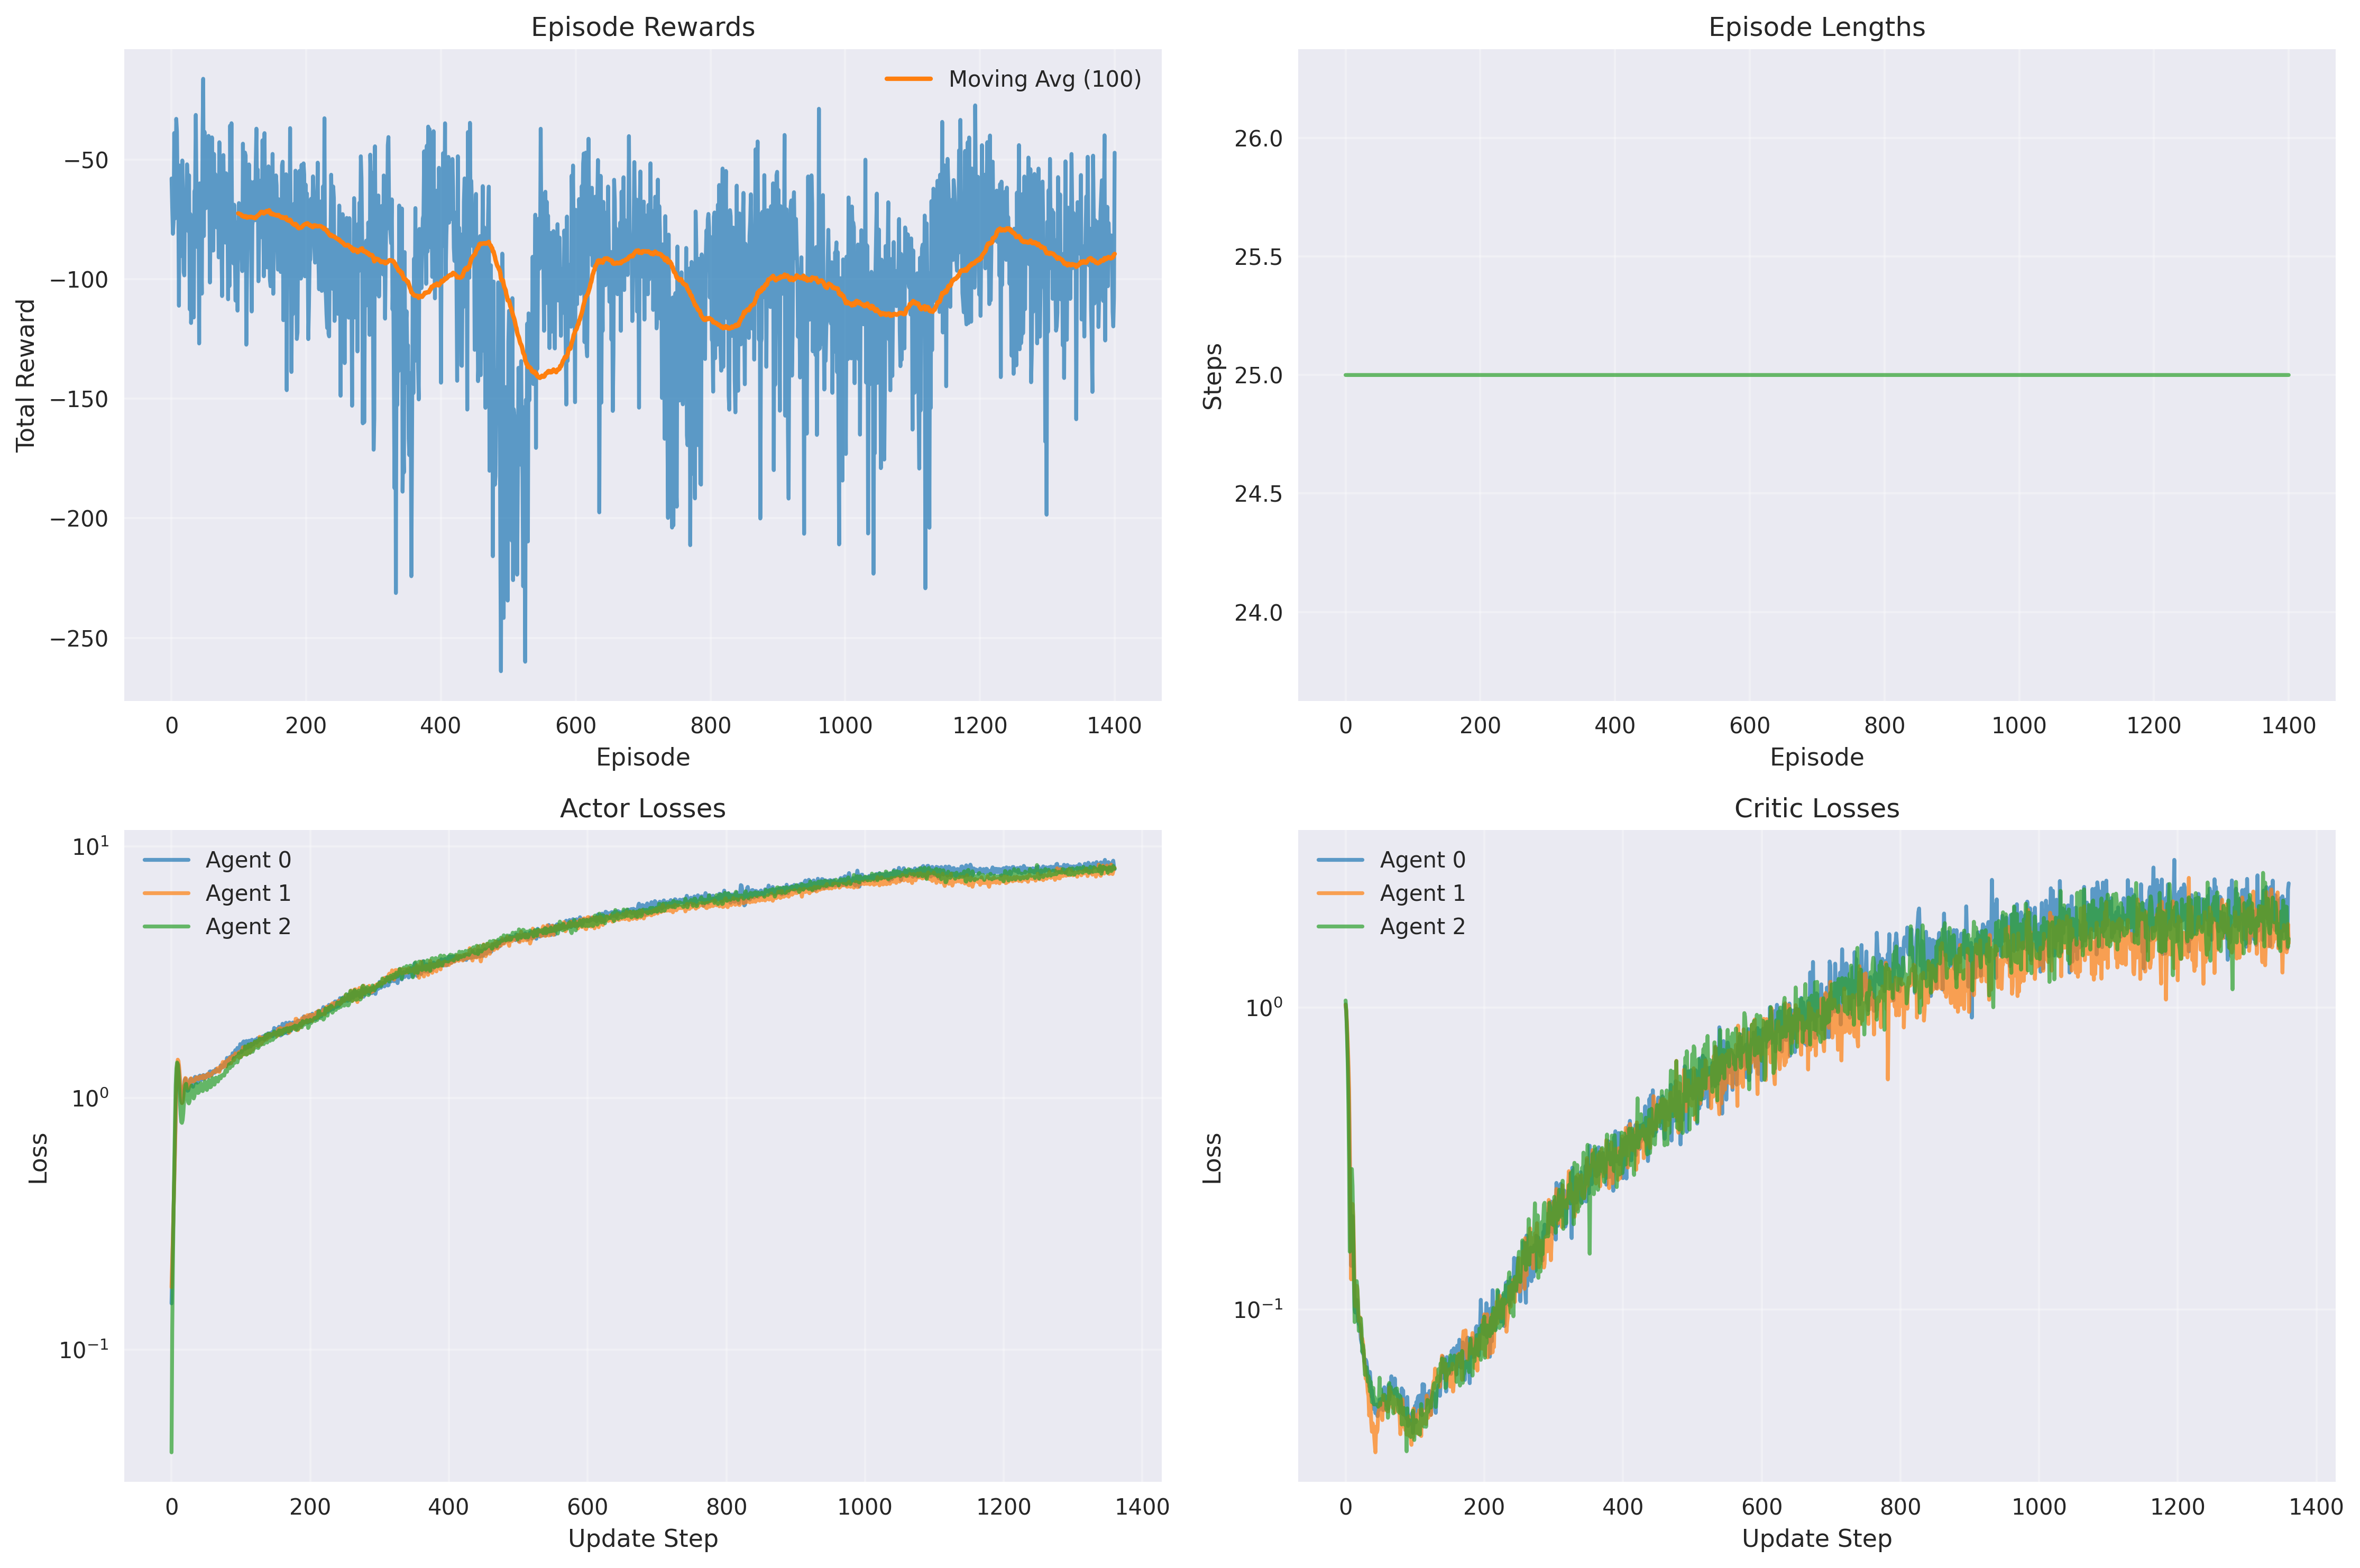 Episode Rewards
Moving Avg (100)
Total Reward
−50
−100
−150
−200
−250
0 200 400 600 800 1000 1200 1400
Episode
Episode Lengths
Steps
26.0
25.5
25.0
24.5
24.0
0 200 400 600 800 1000 1200 1400
Episode
Actor Losses
Agent 0
Agent 1
Agent 2
Loss
10¹
10⁰
10⁻¹
0 200 400 600 800 1000 1200 1400
Update Step
Critic Losses
Agent 0
Agent 1
Agent 2
Loss
10⁰
10⁻¹
0 200 400 600 800 1000 1200 1400
Update Step